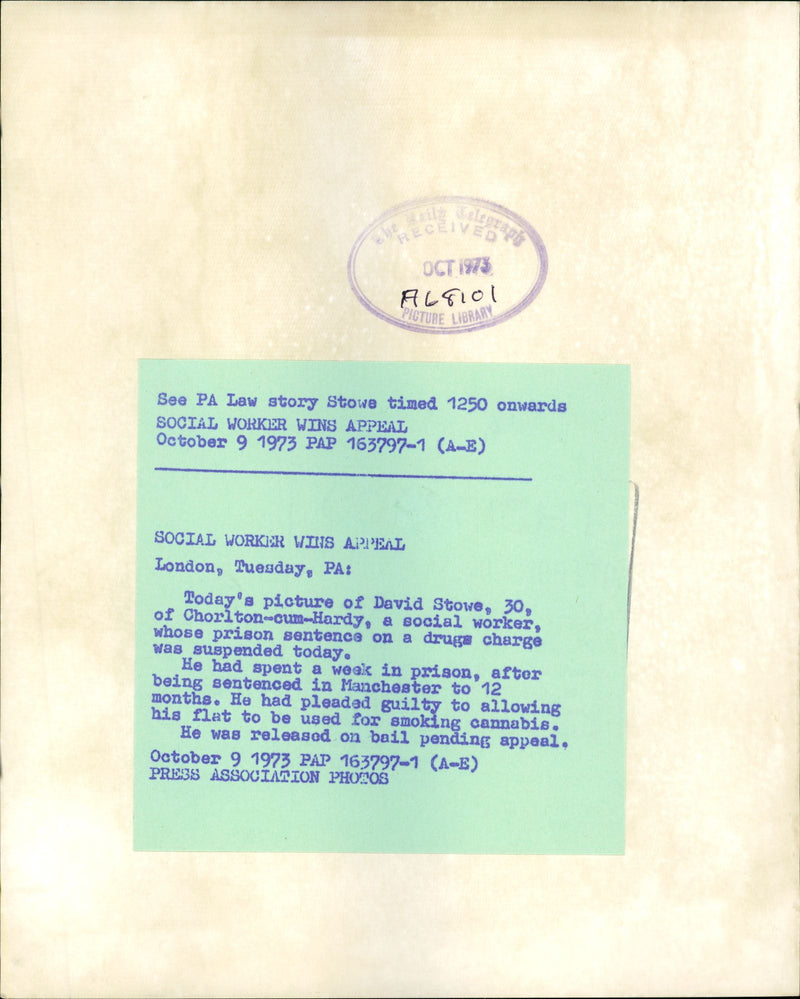 The Daily Telegraph
RECEIVED
OCT 1973
AL8101
PICTURE LIBRARY
See PA Law story Stowe timed 1250 onwards
SOCIAL WORKER WINS APPEAL
October 9 1973 PAP 163797-1 (A-E)
SOCIAL WORKER WINS APPEAL
London, Tuesday, PA:
Today's picture of David Stowe, 30,
of Chorlton-cum-Hardy, a social worker,
whose prison sentence on a drugs charge
was suspended today.
He had spent a week in prison, after
being sentenced in Manchester to 12
months. He had pleaded guilty to allowing
his flat to be used for smoking cannabis.
He was released on bail pending appeal.
October 9 1973 PAP 163797-1 (A-E)
PRESS ASSOCIATION PHOTOS